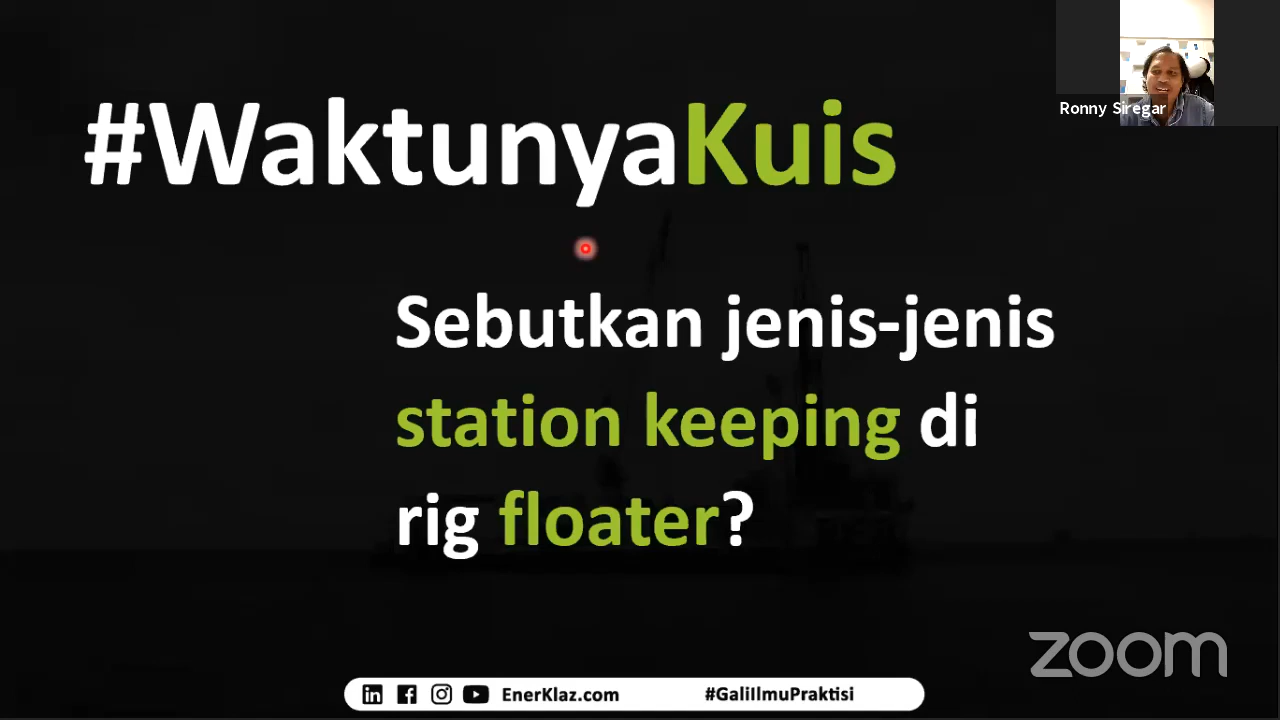 #WaktunyaKuis
Ronny Siregar
Sebutkan jenis-jenis
station keeping di
rig floater?
zoom
EnerKlaz.com #GaliIlmuPraktisi